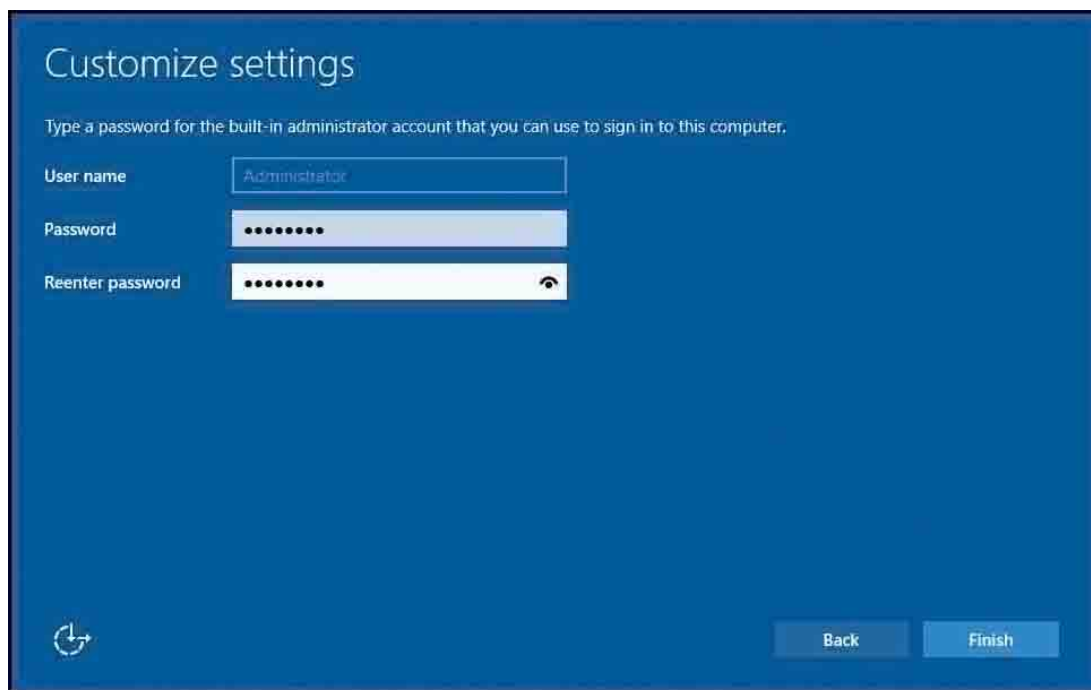 Customize settings
Type a password for the built-in administrator account that you can use to sign in to this computer.
User name
Administrator
Password
••••••••
Reenter password
••••••••
Back
Finish